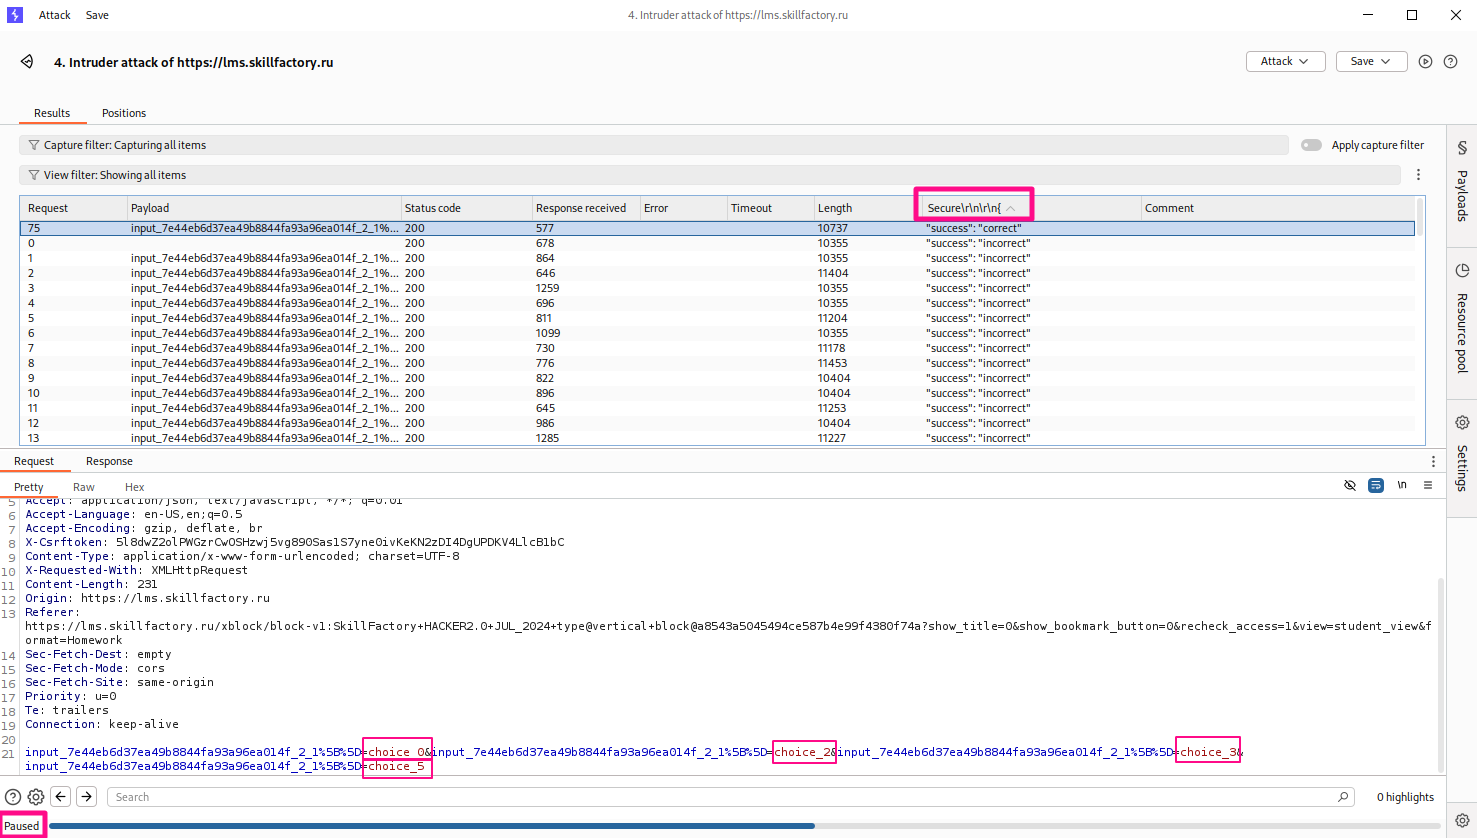 Attack Save 4. Intruder attack of https://lms.skillfactory.ru
4. Intruder attack of https://lms.skillfactory.ru Attack Save
Results Positions
Capture filter: Capturing all items Apply capture filter
View filter: Showing all items
Request Payload Status code Response received Error Timeout Length Secure\r\n\r\n{ Comment
75 input_7e44eb6d37ea49b8844fa93a96ea014f_2_1%... 200 577 10737 "success": "correct"
0 200 678 10355 "success": "incorrect"
1 input_7e44eb6d37ea49b8844fa93a96ea014f_2_1%... 200 864 10355 "success": "incorrect"
2 input_7e44eb6d37ea49b8844fa93a96ea014f_2_1%... 200 646 11404 "success": "incorrect"
3 input_7e44eb6d37ea49b8844fa93a96ea014f_2_1%... 200 1259 10355 "success": "incorrect"
4 input_7e44eb6d37ea49b8844fa93a96ea014f_2_1%... 200 696 10355 "success": "incorrect"
5 input_7e44eb6d37ea49b8844fa93a96ea014f_2_1%... 200 811 11204 "success": "incorrect"
6 input_7e44eb6d37ea49b8844fa93a96ea014f_2_1%... 200 1099 10355 "success": "incorrect"
7 input_7e44eb6d37ea49b8844fa93a96ea014f_2_1%... 200 730 11178 "success": "incorrect"
8 input_7e44eb6d37ea49b8844fa93a96ea014f_2_1%... 200 776 11453 "success": "incorrect"
9 input_7e44eb6d37ea49b8844fa93a96ea014f_2_1%... 200 822 10404 "success": "incorrect"
10 input_7e44eb6d37ea49b8844fa93a96ea014f_2_1%... 200 896 10404 "success": "incorrect"
11 input_7e44eb6d37ea49b8844fa93a96ea014f_2_1%... 200 645 11253 "success": "incorrect"
12 input_7e44eb6d37ea49b8844fa93a96ea014f_2_1%... 200 986 10404 "success": "incorrect"
13 input_7e44eb6d37ea49b8844fa93a96ea014f_2_1%... 200 1285 11227 "success": "incorrect"
Payloads
Resource pool
Settings
Request Response
Pretty Raw Hex \n
5 Accept: application/json, text/javascript, */*; q=0.01
6 Accept-Language: en-US,en;q=0.5
7 Accept-Encoding: gzip, deflate, br
8 X-Csrftoken: 5l8dwZ2olPWGzrCwOSHzwj5vg890SaslS7yne0ivKeKN2zDI4DgUPDKV4LlcBlbC
9 Content-Type: application/x-www-form-urlencoded; charset=UTF-8
10 X-Requested-With: XMLHttpRequest
11 Content-Length: 231
12 Origin: https://lms.skillfactory.ru
13 Referer:
https://lms.skillfactory.ru/xblock/block-v1:SkillFactory+HACKER2.0+JUL_2024+type@vertical+block@a8543a5045494ce587b4e99f4380f74a?show_title=0&show_bookmark_button=0&recheck_access=1&view=student_view&f
ormat=Homework
14 Sec-Fetch-Dest: empty
15 Sec-Fetch-Mode: cors
16 Sec-Fetch-Site: same-origin
17 Priority: u=0
18 Te: trailers
19 Connection: keep-alive
20
21 input_7e44eb6d37ea49b8844fa93a96ea014f_2_1%5B%5D=choice_0&input_7e44eb6d37ea49b8844fa93a96ea014f_2_1%5B%5D=choice_2&input_7e44eb6d37ea49b8844fa93a96ea014f_2_1%5B%5D=choice_3&
input_7e44eb6d37ea49b8844fa93a96ea014f_2_1%5B%5D=choice_5
Search 0 highlights
Paused